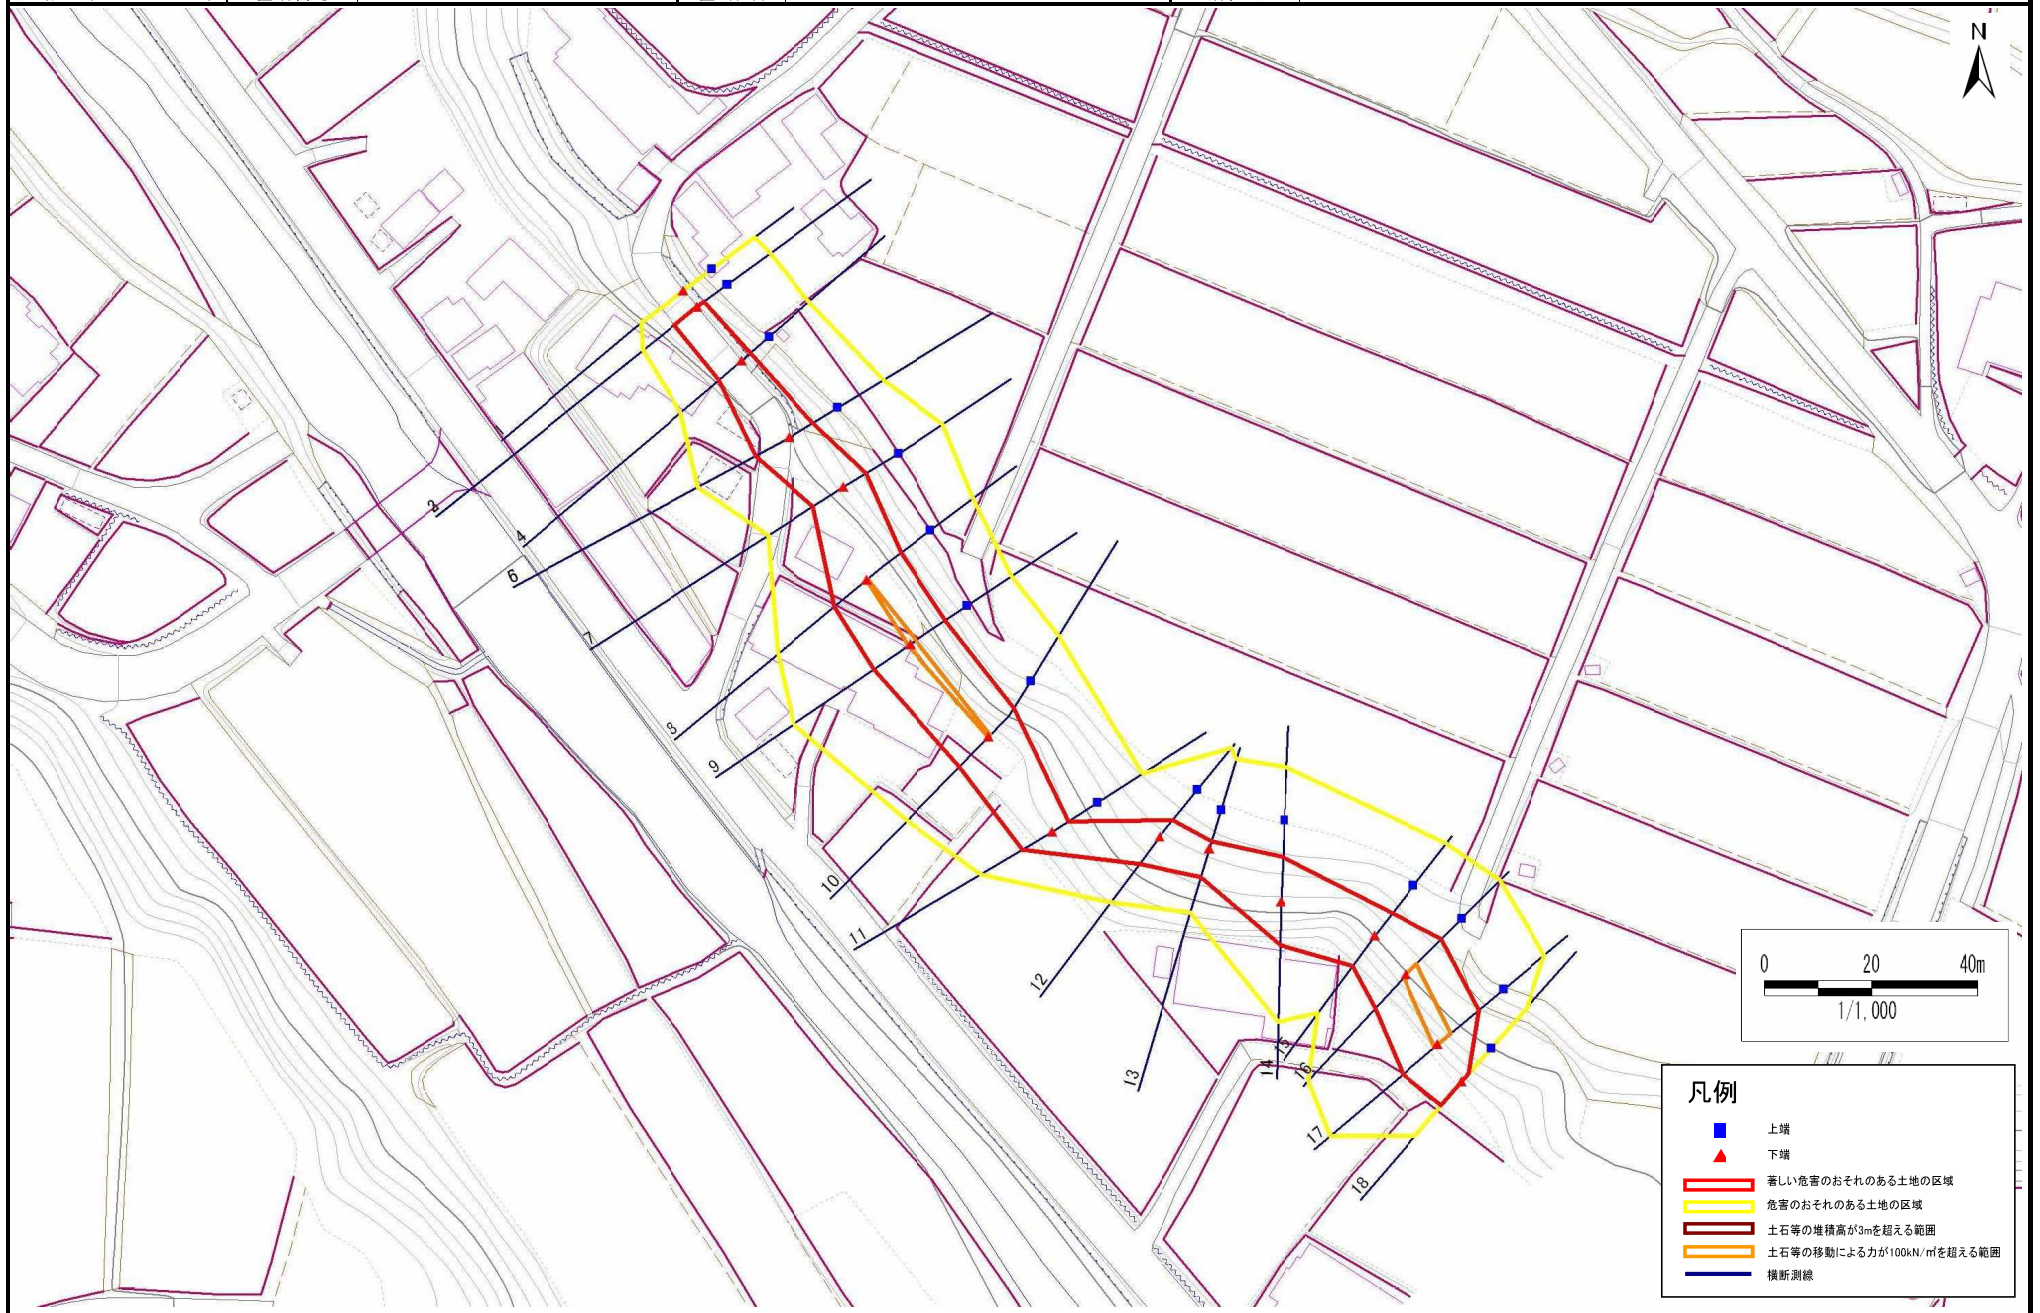 N
1
3
4
6
7
8
9
10
11
12
13
14
15
16
17
18
0 20 40m
1/1,000
凡例
上端
下端
著しい危害のおそれのある土地の区域
危害のおそれのある土地の区域
土石等の堆積高が3mを超える範囲
土石等の移動による力が100kN/㎡を超える範囲
横断測線